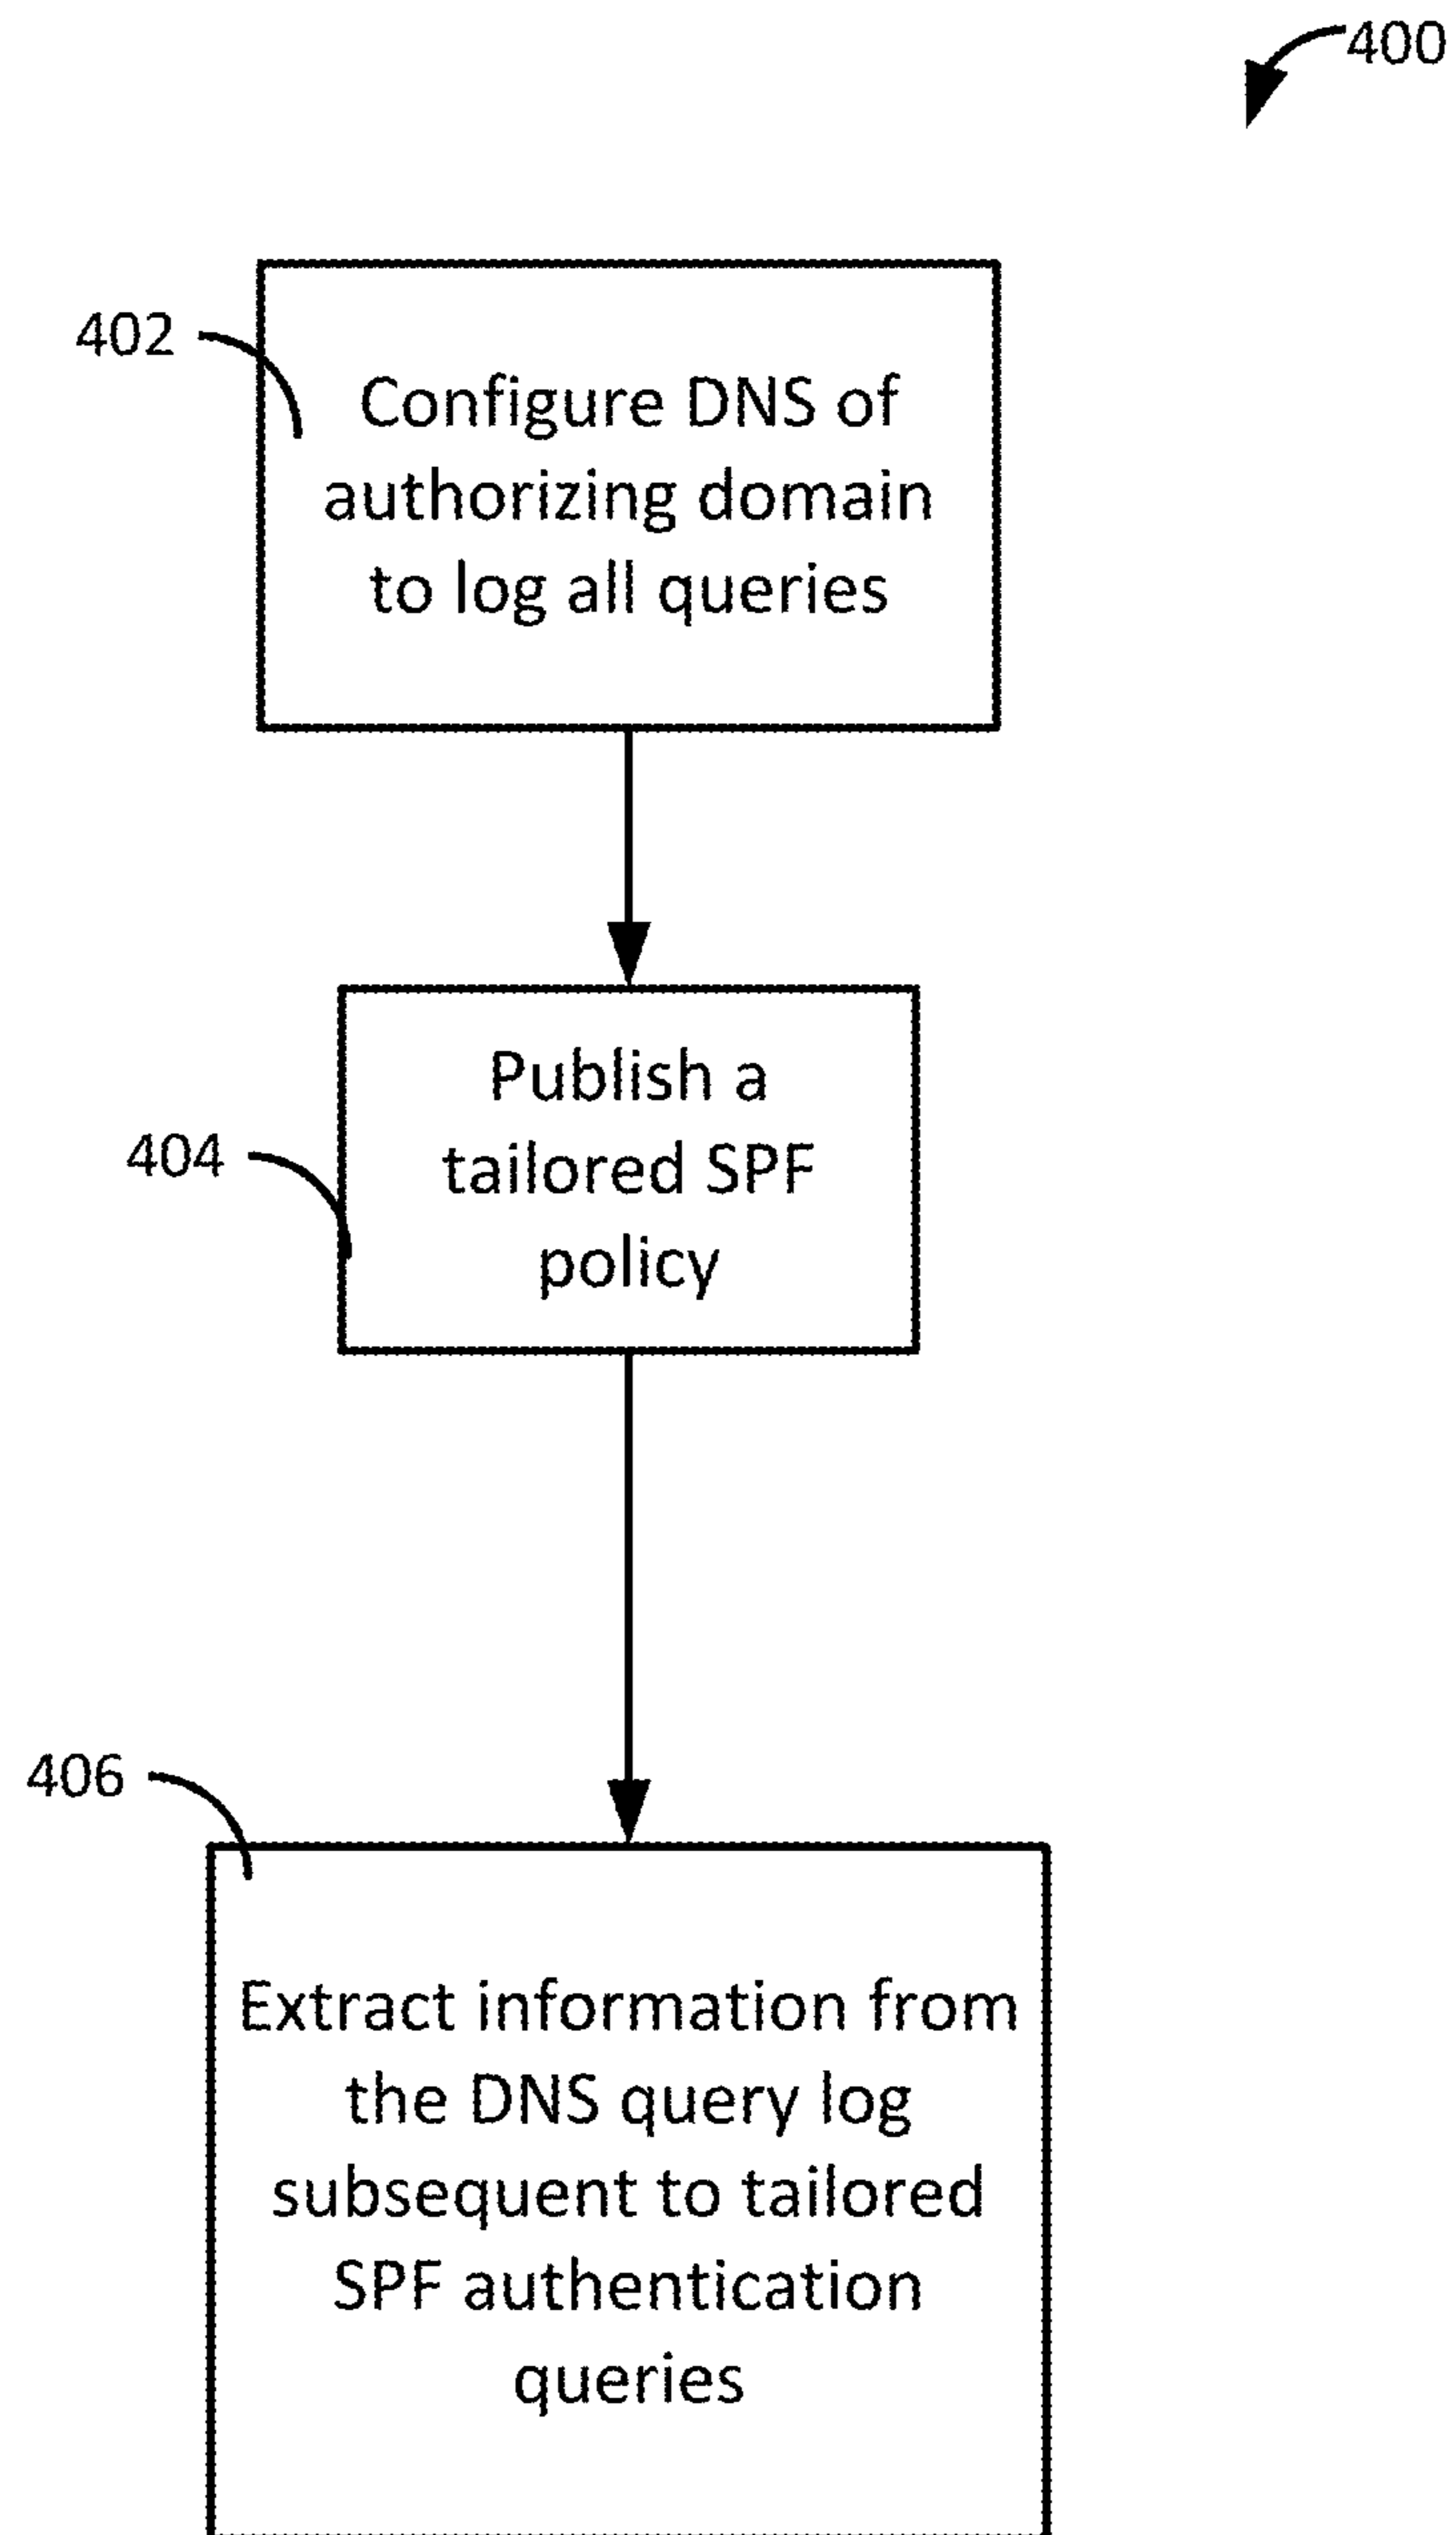 400
402
Configure DNS of
authorizing domain
to log all queries
404
Publish a
tailored SPF
policy
406
Extract information from
the DNS query log
subsequent to tailored
SPF authentication
queries